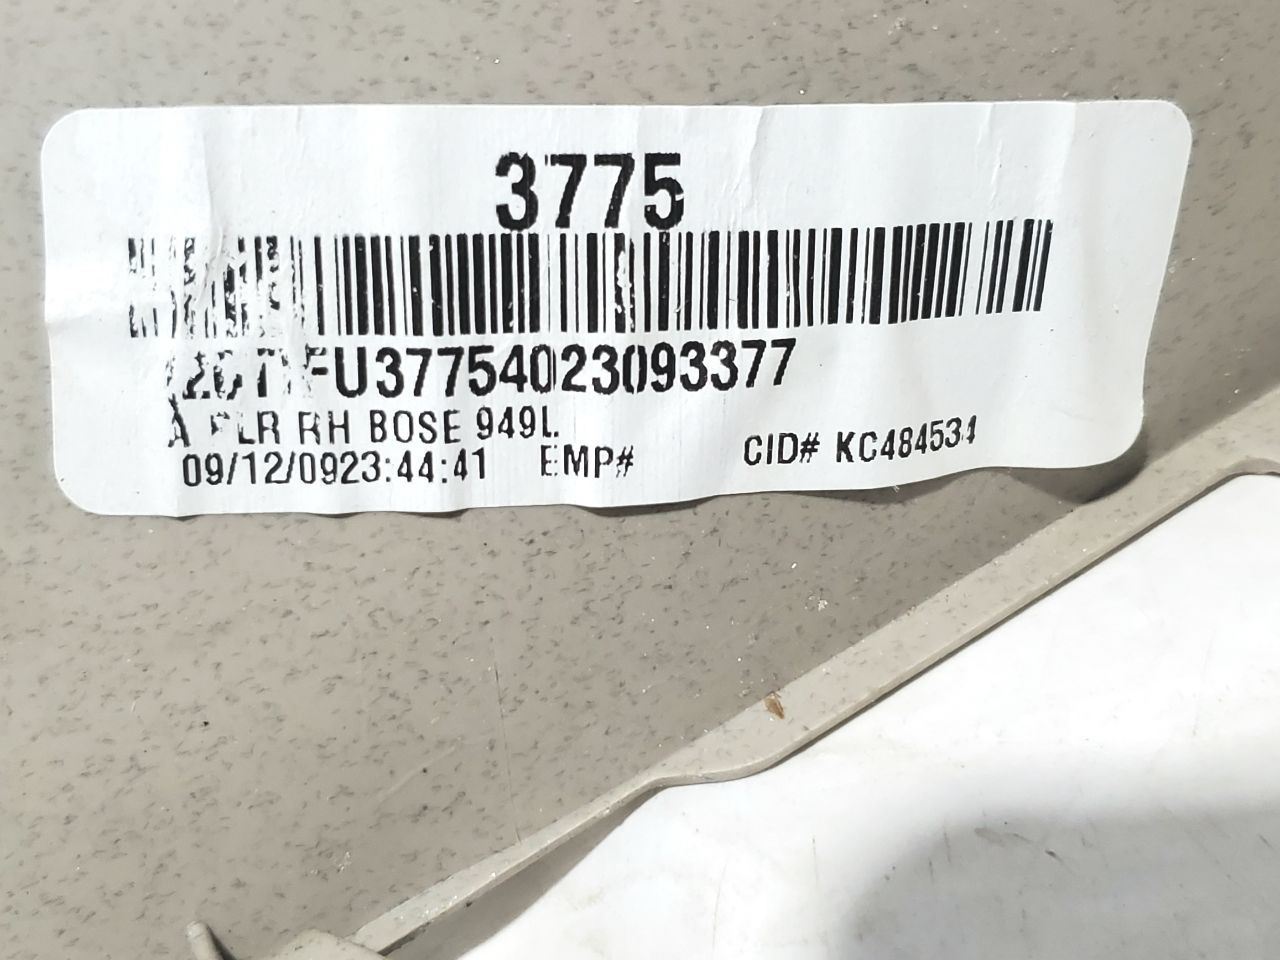 3775
FU37754023093377
A PLR RH BOSE 949L
09/12/0923:44:41 EMP# CID# KC484534